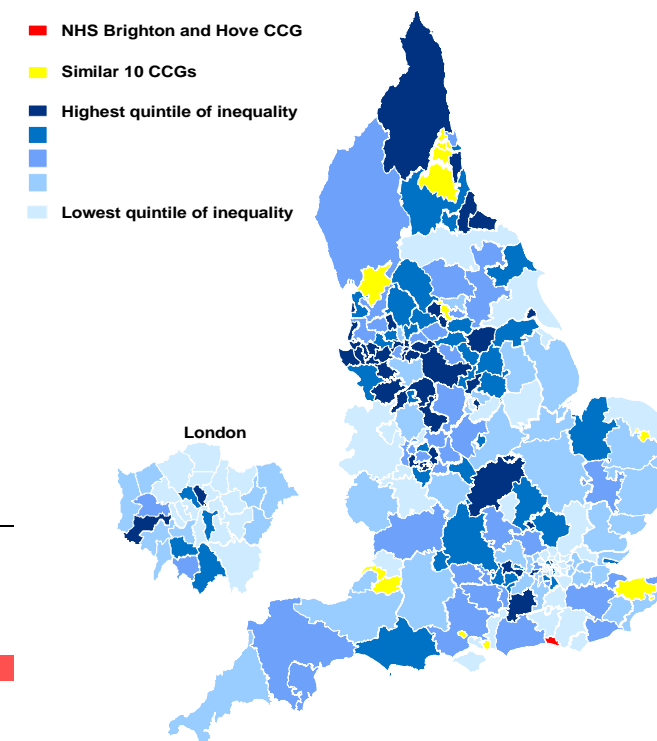 NHS Brighton and Hove CCG
Similar 10 CCGs
Highest quintile of inequality
Lowest quintile of inequality
London